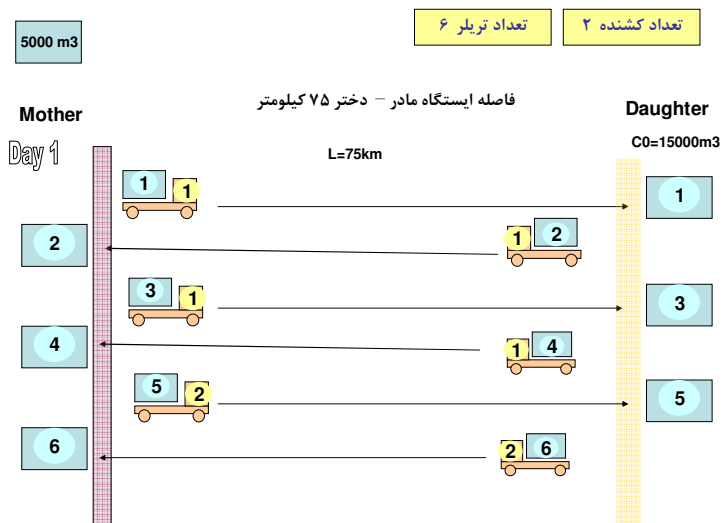 5000 m3
تعداد تریلر ۶
تعداد کشنده ۲
فاصله ایستگاه مادر – دختر ۷۵ کیلومتر
Mother
Daughter
Day 1
L=75km
C0=15000m3
1 1
1
2
1 2
3 1
3
4
1 4
5 2
5
6
2 6